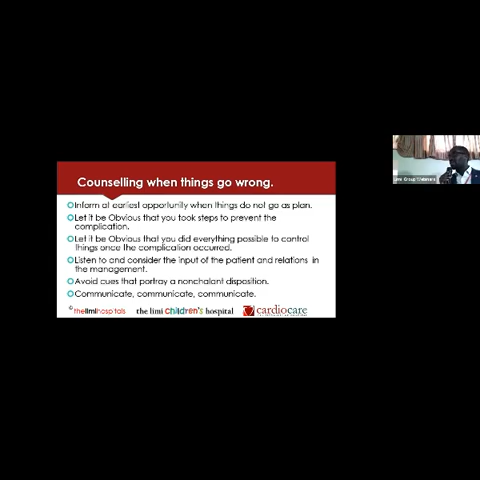 Counselling when things go wrong.
Inform at earliest opportunity when things do not go as plan.
Let it be Obvious that you took steps to prevent the
complication.
Let it be Obvious that you did everything possible to control
things once the complication occurred.
Listen to and consider the input of the patient and relations in
the management.
Avoid cues that portray a nonchalant disposition.
Communicate, communicate, communicate.
thelimihospitals the limi children's hospital cardiocare
Group Webinars